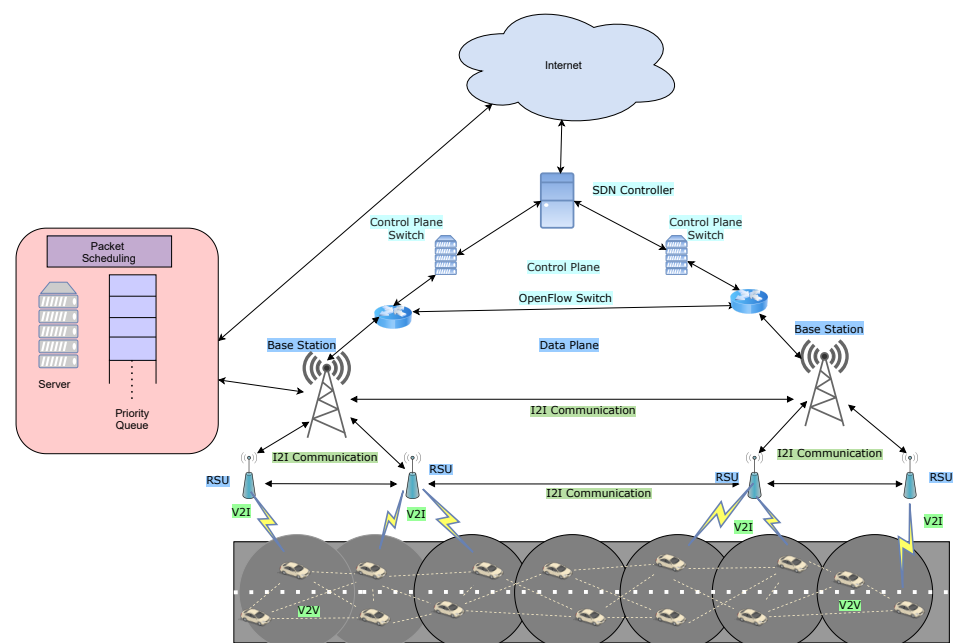 Internet
SDN Controller
Control Plane
Switch
Control Plane
Switch
Packet
Scheduling
Control Plane
OpenFlow Switch
Base Station
Data Plane
Base Station
Server
Priority
Queue
I2I Communication
I2I Communication
I2I Communication
RSU
RSU
RSU
RSU
I2I Communication
V2I
V2I
V2I
V2I
V2V
V2V